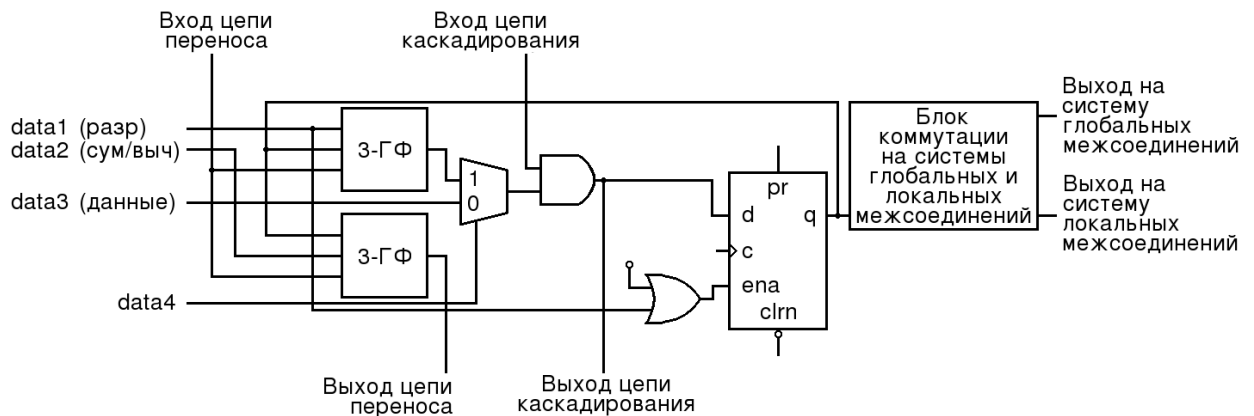 Вход цепи
переноса
Вход цепи
каскадирования
data1 (разр)
data2 (сум/выч)
data3 (данные)
data4
3-ГФ
3-ГФ
1
0
pr
d
q
c
ena
clrn
Блок
коммутации
на системы
глобальных и
локальных
межсоединений
Выход на
систему
глобальных
межсоединений
Выход на
систему
локальных
межсоединений
Выход цепи
переноса
Выход цепи
каскадирования